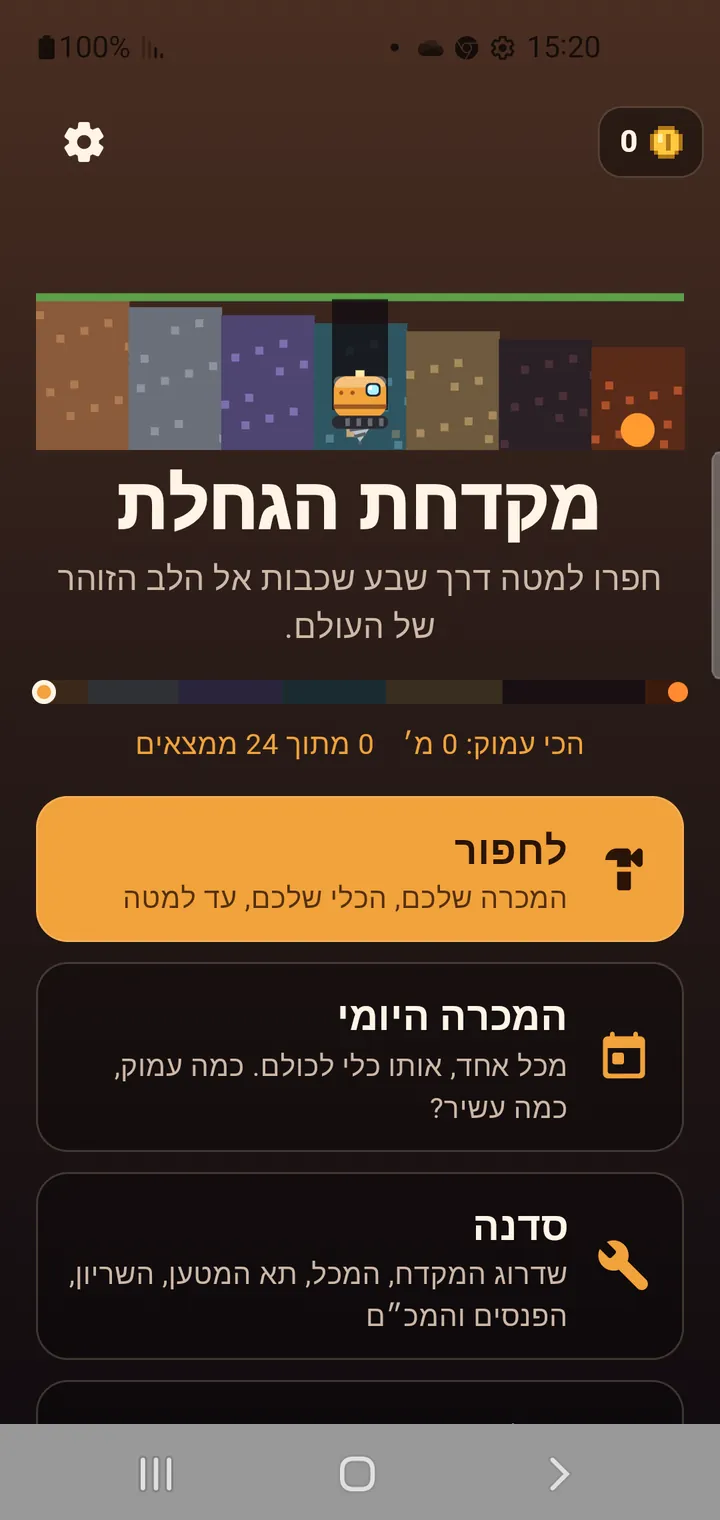 100% 15:20
0
מקדחת הגחלת
חפרו למטה דרך שבע שכבות אל הלב הזוהר
של העולם.
הכי עמוק: 0 מ׳ 0 מתוך 24 ממצאים
לחפור
המכרה שלכם, הכלי שלכם, עד למטה
המכרה היומי
מכל אחד, אותו כלי לכולם. כמה עמוק,
כמה עשיר?
סדנה
שדרוג המקדח, המכל, תא המטען, השריון,
הפנסים והמכ״ם